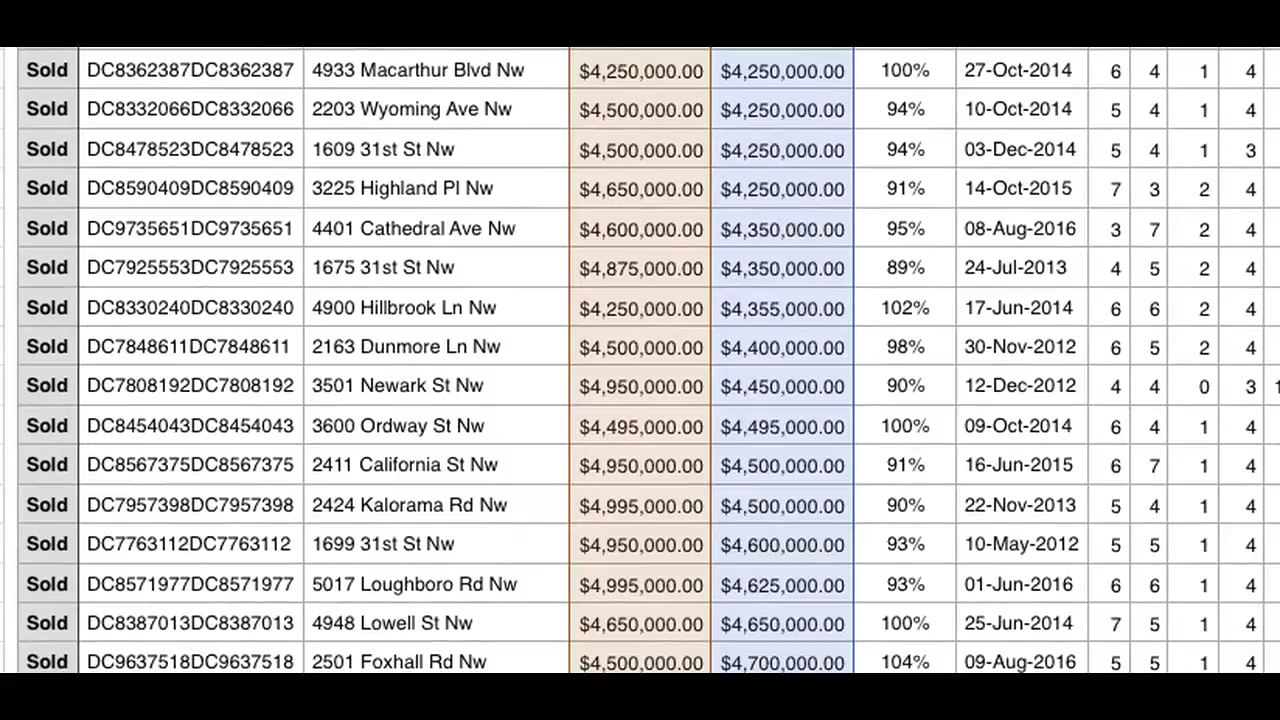 Sold DC8362387DC8362387 4933 Macarthur Blvd Nw $4,250,000.00 $4,250,000.00 100% 27-Oct-2014 6 4 1 4
Sold DC8332066DC8332066 2203 Wyoming Ave Nw $4,500,000.00 $4,250,000.00 94% 10-Oct-2014 5 4 1 4
Sold DC8478523DC8478523 1609 31st St Nw $4,500,000.00 $4,250,000.00 94% 03-Dec-2014 5 4 1 3
Sold DC8590409DC8590409 3225 Highland Pl Nw $4,650,000.00 $4,250,000.00 91% 14-Oct-2015 7 3 2 4
Sold DC9735651DC9735651 4401 Cathedral Ave Nw $4,600,000.00 $4,350,000.00 95% 08-Aug-2016 3 7 2 4
Sold DC7925553DC7925553 1675 31st St Nw $4,875,000.00 $4,350,000.00 89% 24-Jul-2013 4 5 2 4
Sold DC8330240DC8330240 4900 Hillbrook Ln Nw $4,250,000.00 $4,355,000.00 102% 17-Jun-2014 6 6 2 4
Sold DC7848611DC7848611 2163 Dunmore Ln Nw $4,500,000.00 $4,400,000.00 98% 30-Nov-2012 6 5 2 4
Sold DC7808192DC7808192 3501 Newark St Nw $4,950,000.00 $4,450,000.00 90% 12-Dec-2012 4 4 0 3
Sold DC8454043DC8454043 3600 Ordway St Nw $4,495,000.00 $4,495,000.00 100% 09-Oct-2014 6 4 1 4
Sold DC8567375DC8567375 2411 California St Nw $4,950,000.00 $4,500,000.00 91% 16-Jun-2015 6 7 1 4
Sold DC7957398DC7957398 2424 Kalorama Rd Nw $4,995,000.00 $4,500,000.00 90% 22-Nov-2013 5 4 1 4
Sold DC7763112DC7763112 1699 31st St Nw $4,950,000.00 $4,600,000.00 93% 10-May-2012 5 5 1 4
Sold DC8571977DC8571977 5017 Loughboro Rd Nw $4,995,000.00 $4,625,000.00 93% 01-Jun-2016 6 6 1 4
Sold DC8387013DC8387013 4948 Lowell St Nw $4,650,000.00 $4,650,000.00 100% 25-Jun-2014 7 5 1 4
Sold DC9637518DC9637518 2501 Foxhall Rd Nw $4,500,000.00 $4,700,000.00 104% 09-Aug-2016 5 5 1 4